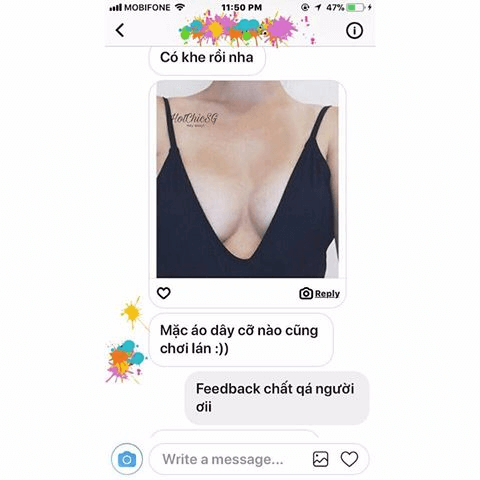 MOBIFONE 11:50 PM 47%
Có khe rồi nha
HotChicSG
Reply
Mặc áo dây cỡ nào cũng
chơi lán :))
Feedback chất qá người
ơii
Write a message...